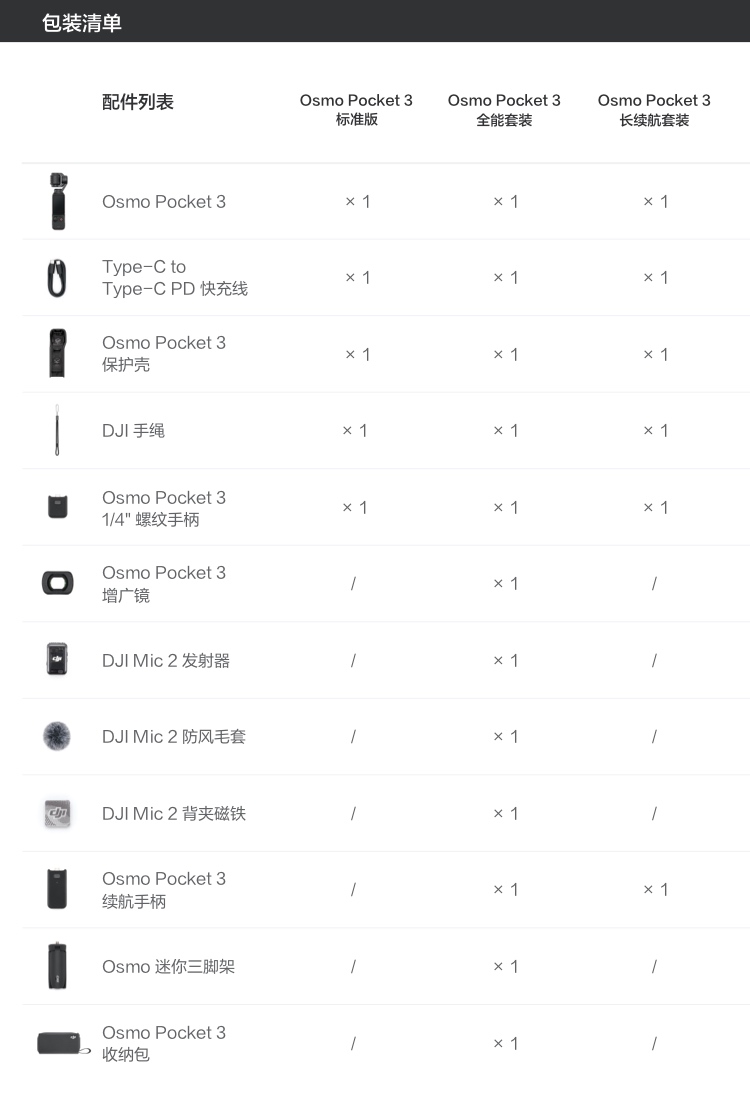 包装清单
配件列表
Osmo Pocket 3
标准版
Osmo Pocket 3
全能套装
Osmo Pocket 3
长续航套装
Osmo Pocket 3 × 1 × 1 × 1
Type-C to
Type-C PD 快充线
× 1 × 1 × 1
Osmo Pocket 3
保护壳
× 1 × 1 × 1
DJI 手绳 × 1 × 1 × 1
Osmo Pocket 3
1/4" 螺纹手柄
× 1 × 1 × 1
Osmo Pocket 3
增广镜
/ × 1 /
DJI Mic 2 发射器 / × 1 /
DJI Mic 2 防风毛套 / × 1 /
dji
DJI Mic 2 背夹磁铁 / × 1 /
Osmo Pocket 3
续航手柄
/ × 1 × 1
Osmo 迷你三脚架 / × 1 /
Osmo Pocket 3
收纳包
/ × 1 /